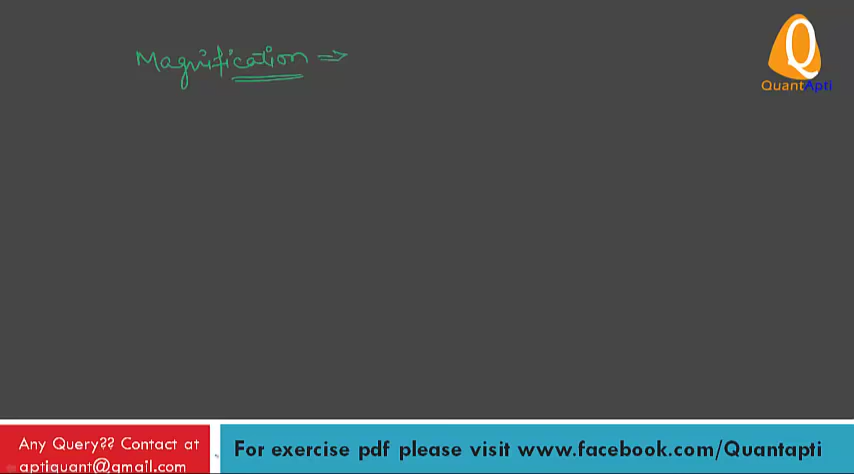 Magnification ⇒
Q
QuantApti
Any Query?? Contact at
aptiquant@gmail.com
For exercise pdf please visit www.facebook.com/Quantapti